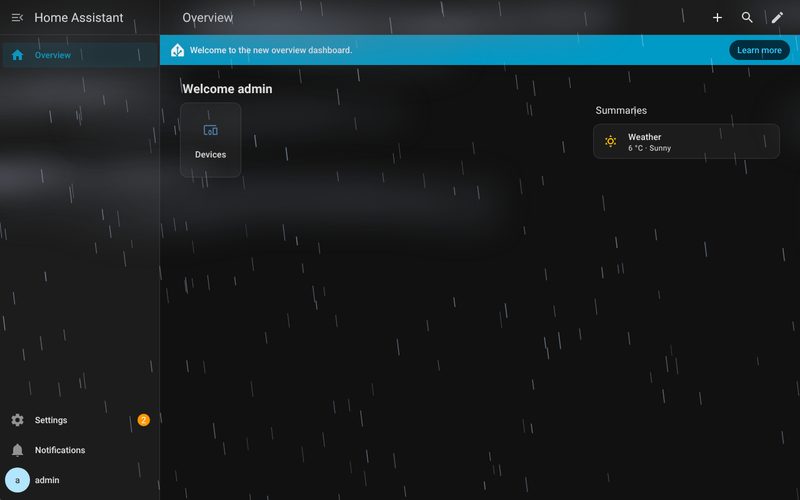 Home Assistant
Overview
Overview
Welcome to the new overview dashboard.
Learn more
Welcome admin
Devices
Summaries
Weather
6 °C · Sunny
Settings
2
Notifications
a
admin